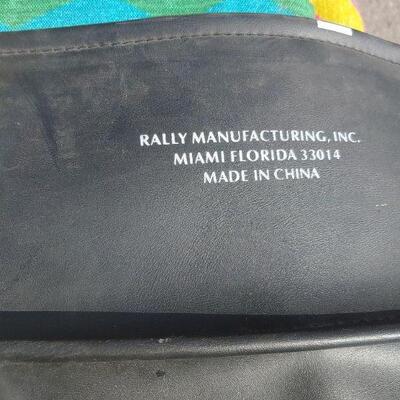 RALLY MANUFACTURING, INC.
MIAMI FLORIDA 33014
MADE IN CHINA